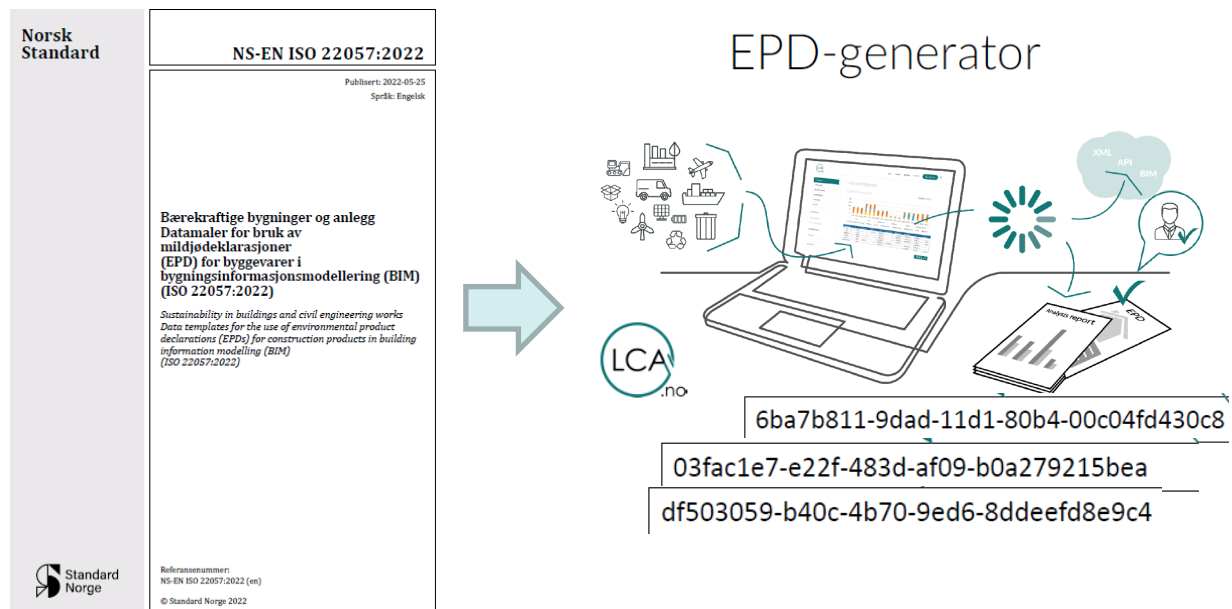 Norsk
Standard
NS-EN ISO 22057:2022
Publisert: 2022-05-25
Språk: Engelsk
Bærekraftige bygninger og anlegg
Datamaler for bruk av
mildjødeklarasjoner
(EPD) for byggevarer i
bygningsinformasjonsmodellering (BIM)
(ISO 22057:2022)
Sustainability in buildings and civil engineering works
Data templates for the use of environmental product
declarations (EPDs) for construction products in building
information modelling (BIM)
(ISO 22057:2022)
Standard
Norge
Referansenummer:
NS-EN ISO 22057:2022 (en)
© Standard Norge 2022
EPD-generator
XML
API
BIM
Analysis report
EPD
LCA
.no
6ba7b811-9dad-11d1-80b4-00c04fd430c8
03fac1e7-e22f-483d-af09-b0a279215bea
df503059-b40c-4b70-9ed6-8ddeefd8e9c4